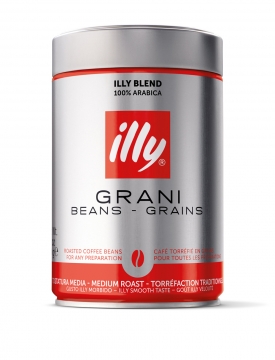 ILLY BLEND
100% ARABICA
illy
GRANI
BEANS - GRAINS
ROASTED COFFEE BEANS
FOR ANY PREPARATION
CAFÉ TORRÉFIÉ EN
POUR TOUTES LES
MEDIA - MEDIUM ROAST - TORRÉFACTION
GUSTO ILLY MORBIDO - ILLY SMOOTH TASTE - GOÛT ILLY VELOUTÉ